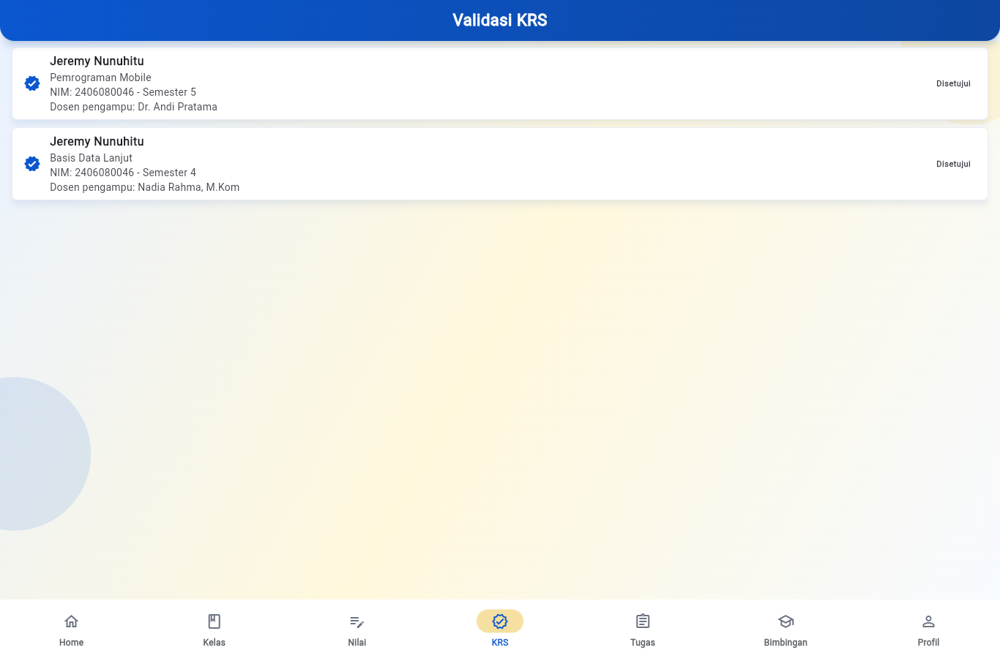 Validasi KRS
Jeremy Nunuhitu
Pemrograman Mobile
NIM: 2406080046 - Semester 5
Dosen pengampu: Dr. Andi Pratama
Disetujui
Jeremy Nunuhitu
Basis Data Lanjut
NIM: 2406080046 - Semester 4
Dosen pengampu: Nadia Rahma, M.Kom
Disetujui
Home
Kelas
Nilai
KRS
Tugas
Bimbingan
Profil